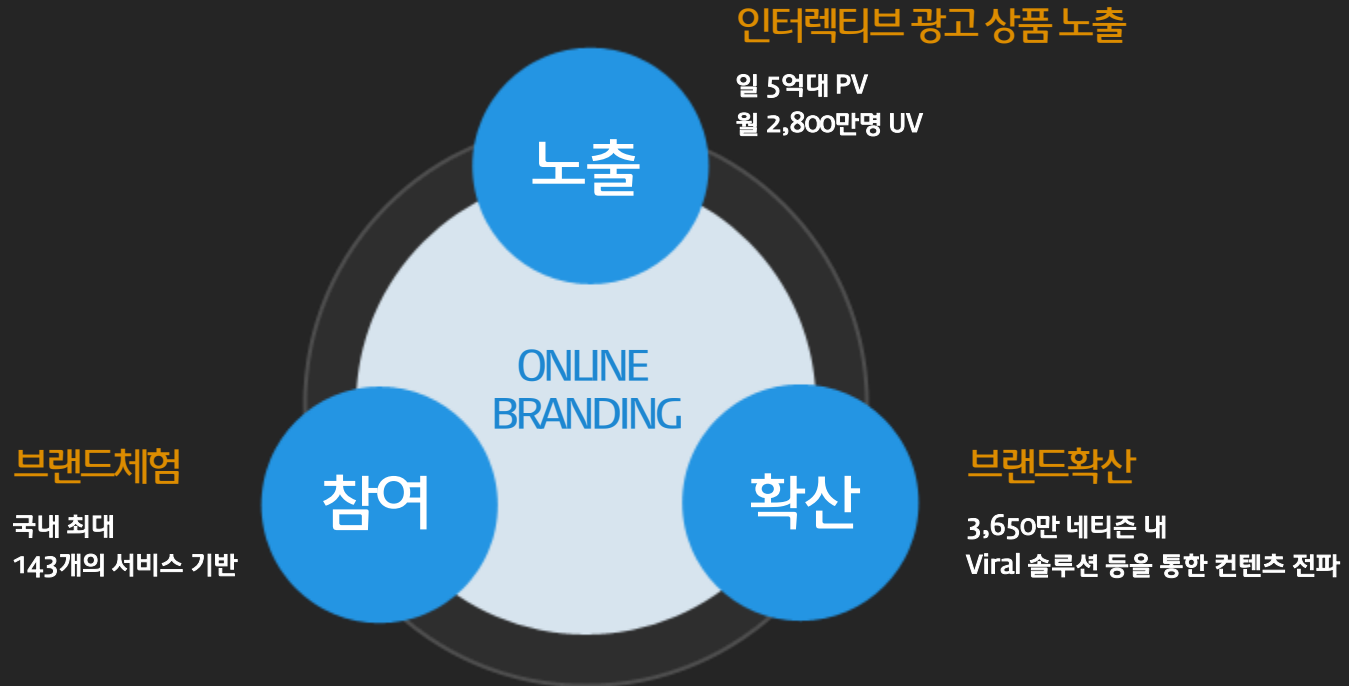 인터렉티브 광고 상품 노출
일 5억대 PV
월 2,800만명 UV
노출
ONLINE
BRANDING
브랜드체험
국내 최대
143개의 서비스 기반
참여
확산
브랜드확산
3,650만 네티즌 내
Viral 솔루션 등을 통한 컨텐츠 전파